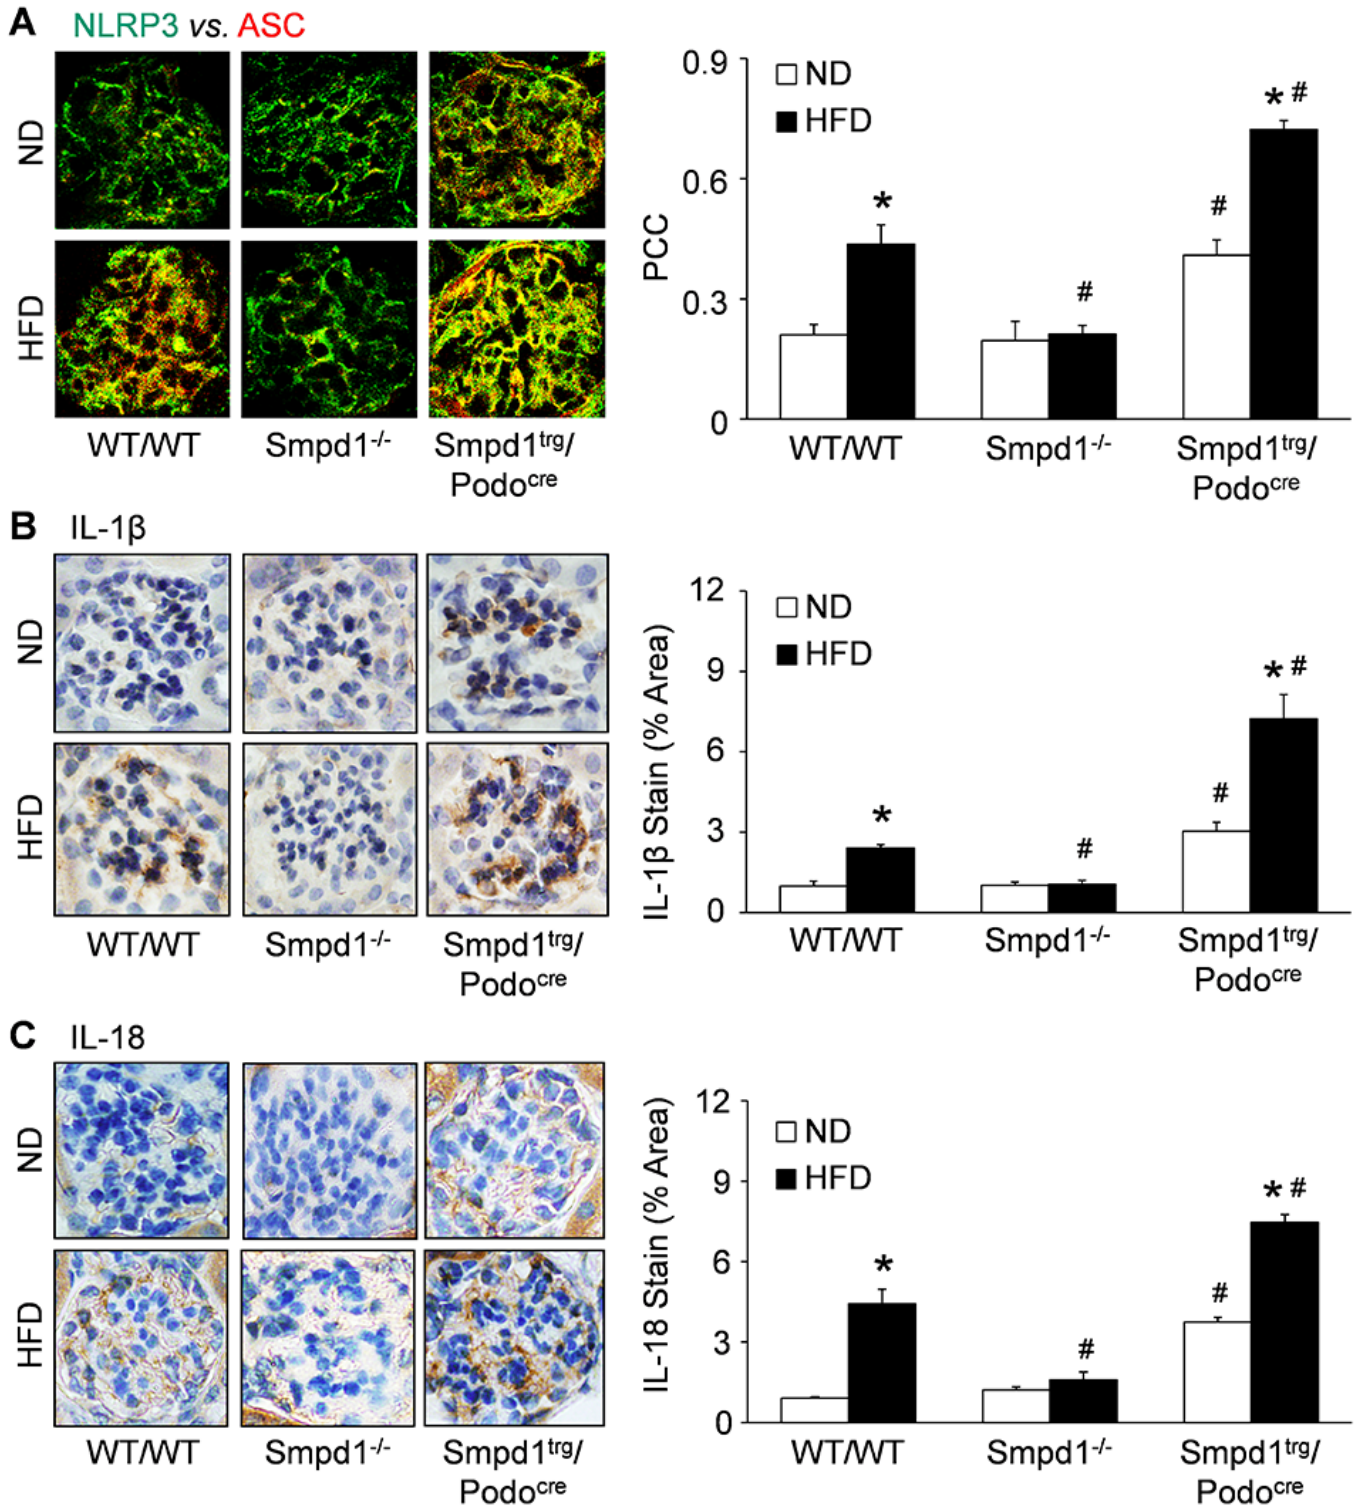 A NLRP3 vs. ASC
ND
HFD
WT/WT Smpd1-/- Smpd1trg/
Podocre
PCC
0.9
0.6
0.3
0
ND
HFD
*
#
#
* #
WT/WT Smpd1-/- Smpd1trg/
Podocre
B IL-1β
ND
HFD
WT/WT Smpd1-/- Smpd1trg/
Podocre
IL-1β Stain (% Area)
12
9
6
3
0
ND
HFD
*
#
#
* #
WT/WT Smpd1-/- Smpd1trg/
Podocre
C IL-18
ND
HFD
WT/WT Smpd1-/- Smpd1trg/
Podocre
IL-18 Stain (% Area)
12
9
6
3
0
ND
HFD
*
#
#
* #
WT/WT Smpd1-/- Smpd1trg/
Podocre